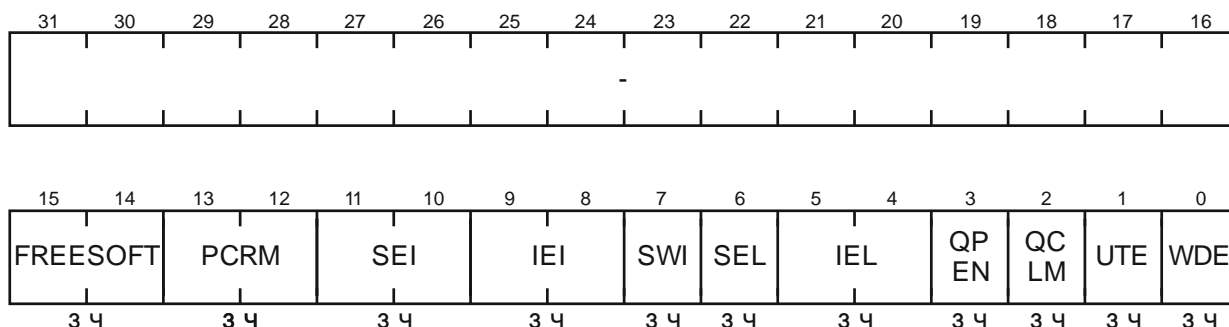 31 30 29 28 27 26 25 24 23 22 21 20 19 18 17 16
-
15 14 13 12 11 10 9 8 7 6 5 4 3 2 1 0
FREESOFT PCRM SEI IEI SWI SEL IEL QP EN QC LM UTE WDE
З Ч З Ч З Ч З Ч З Ч З Ч З Ч З Ч З Ч З Ч З Ч